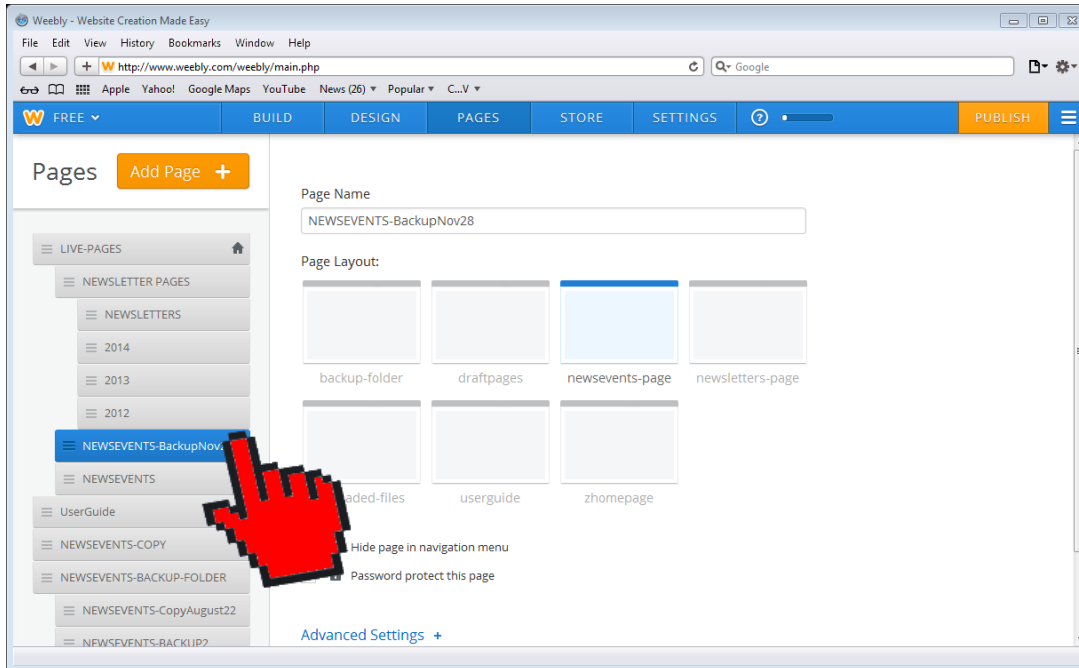 Weebly - Website Creation Made Easy
File Edit View History Bookmarks Window Help
http://www.weebly.com/weebly/main.php
Google
Apple Yahoo! Google Maps YouTube News (26) Popular C...V
FREE BUILD DESIGN PAGES STORE SETTINGS ? PUBLISH
Pages
Add Page +
LIVE-PAGES
NEWSLETTER PAGES
NEWSLETTERS
2014
2013
2012
NEWSEVENTS
UserGuide
NEWSEVENTS-COPY
NEWSEVENTS-BACKUP-FOLDER
NEWSEVENTS-CopyAugust22
NEWSEVENTS-BACKUP2
Page Name
NEWSEVENTS-BackupNov28
Page Layout:
backup-folder draftpages newsevents-page newsletters-page
userguide zhomepage
Hide page in navigation menu
Password protect this page
Advanced Settings +